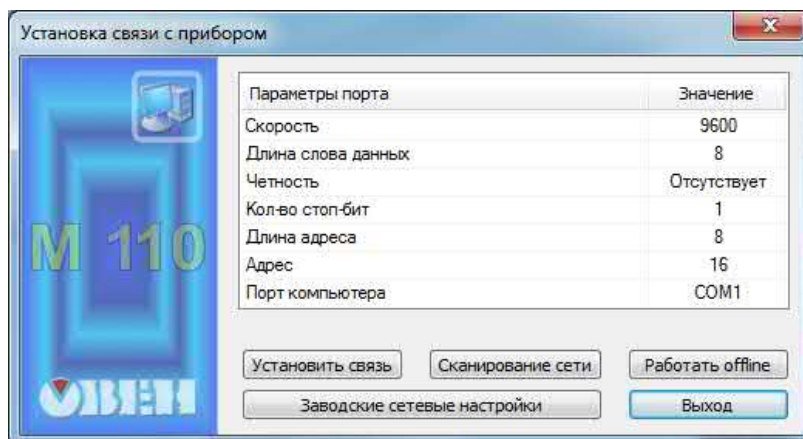 Установка связи с прибором
М 110
ОВЕН
Параметры порта Значение
Скорость 9600
Длина слова данных 8
Четность Отсутствует
Кол-во стоп-бит 1
Длина адреса 8
Адрес 16
Порт компьютера COM1
Установить связь Сканирование сети Работать offline
Заводские сетевые настройки Выход